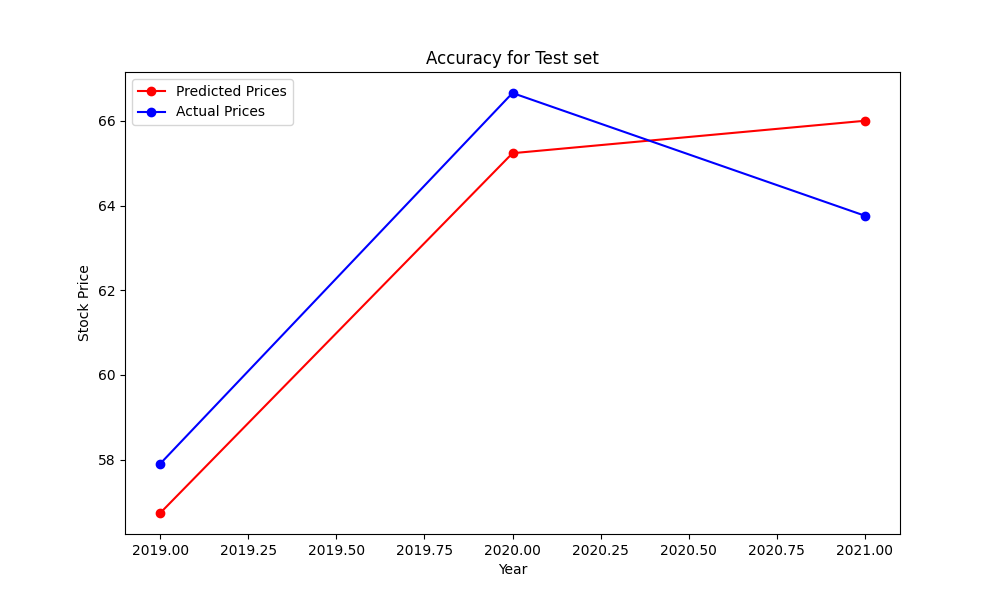 Accuracy for Test set
Predicted Prices
Actual Prices
66
64
62
60
58
Stock Price
2019.00 2019.25 2019.50 2019.75 2020.00 2020.25 2020.50 2020.75 2021.00
Year